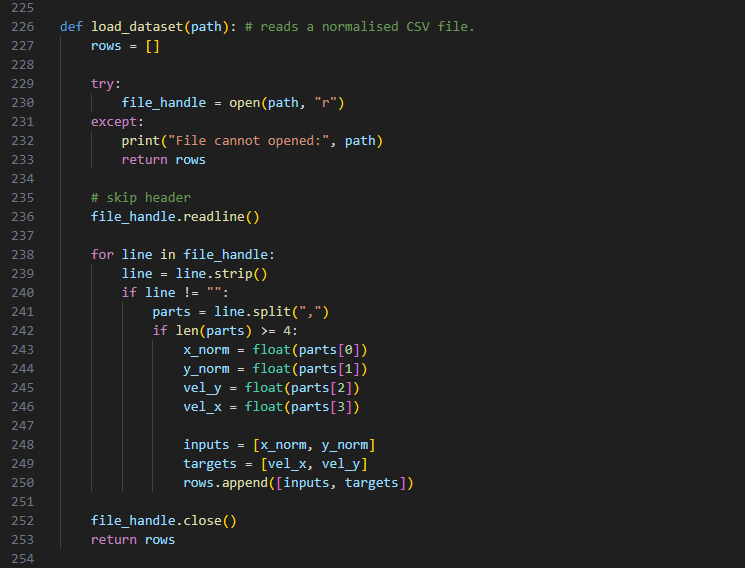 225
226 def load_dataset(path): # reads a normalised CSV file.
227     rows = []
228
229     try:
230         file_handle = open(path, "r")
231     except:
232         print("File cannot opened:", path)
233         return rows
234
235     # skip header
236     file_handle.readline()
237
238     for line in file_handle:
239         line = line.strip()
240         if line != "":
241             parts = line.split(",")
242             if len(parts) >= 4:
243                 x_norm = float(parts[0])
244                 y_norm = float(parts[1])
245                 vel_y = float(parts[2])
246                 vel_x = float(parts[3])
247
248                 inputs = [x_norm, y_norm]
249                 targets = [vel_x, vel_y]
250                 rows.append([inputs, targets])
251
252     file_handle.close()
253     return rows
254